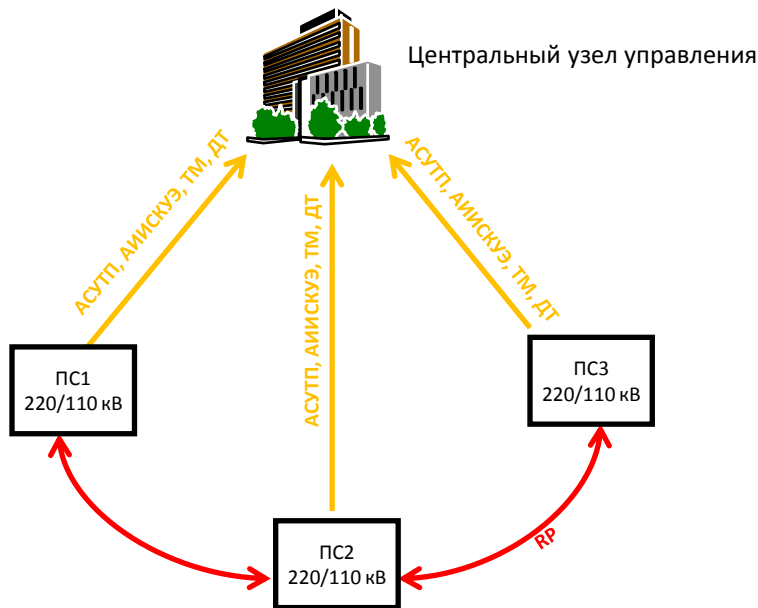 Центральный узел управления
АСУТП, АИИСКУЭ, ТМ, ДТ
АСУТП, АИИСКУЭ, ТМ, ДТ
АСУТП, АИИСКУЭ, ТМ, ДТ
ПС1
220/110 кВ
ПС3
220/110 кВ
ПС2
220/110 кВ
RP